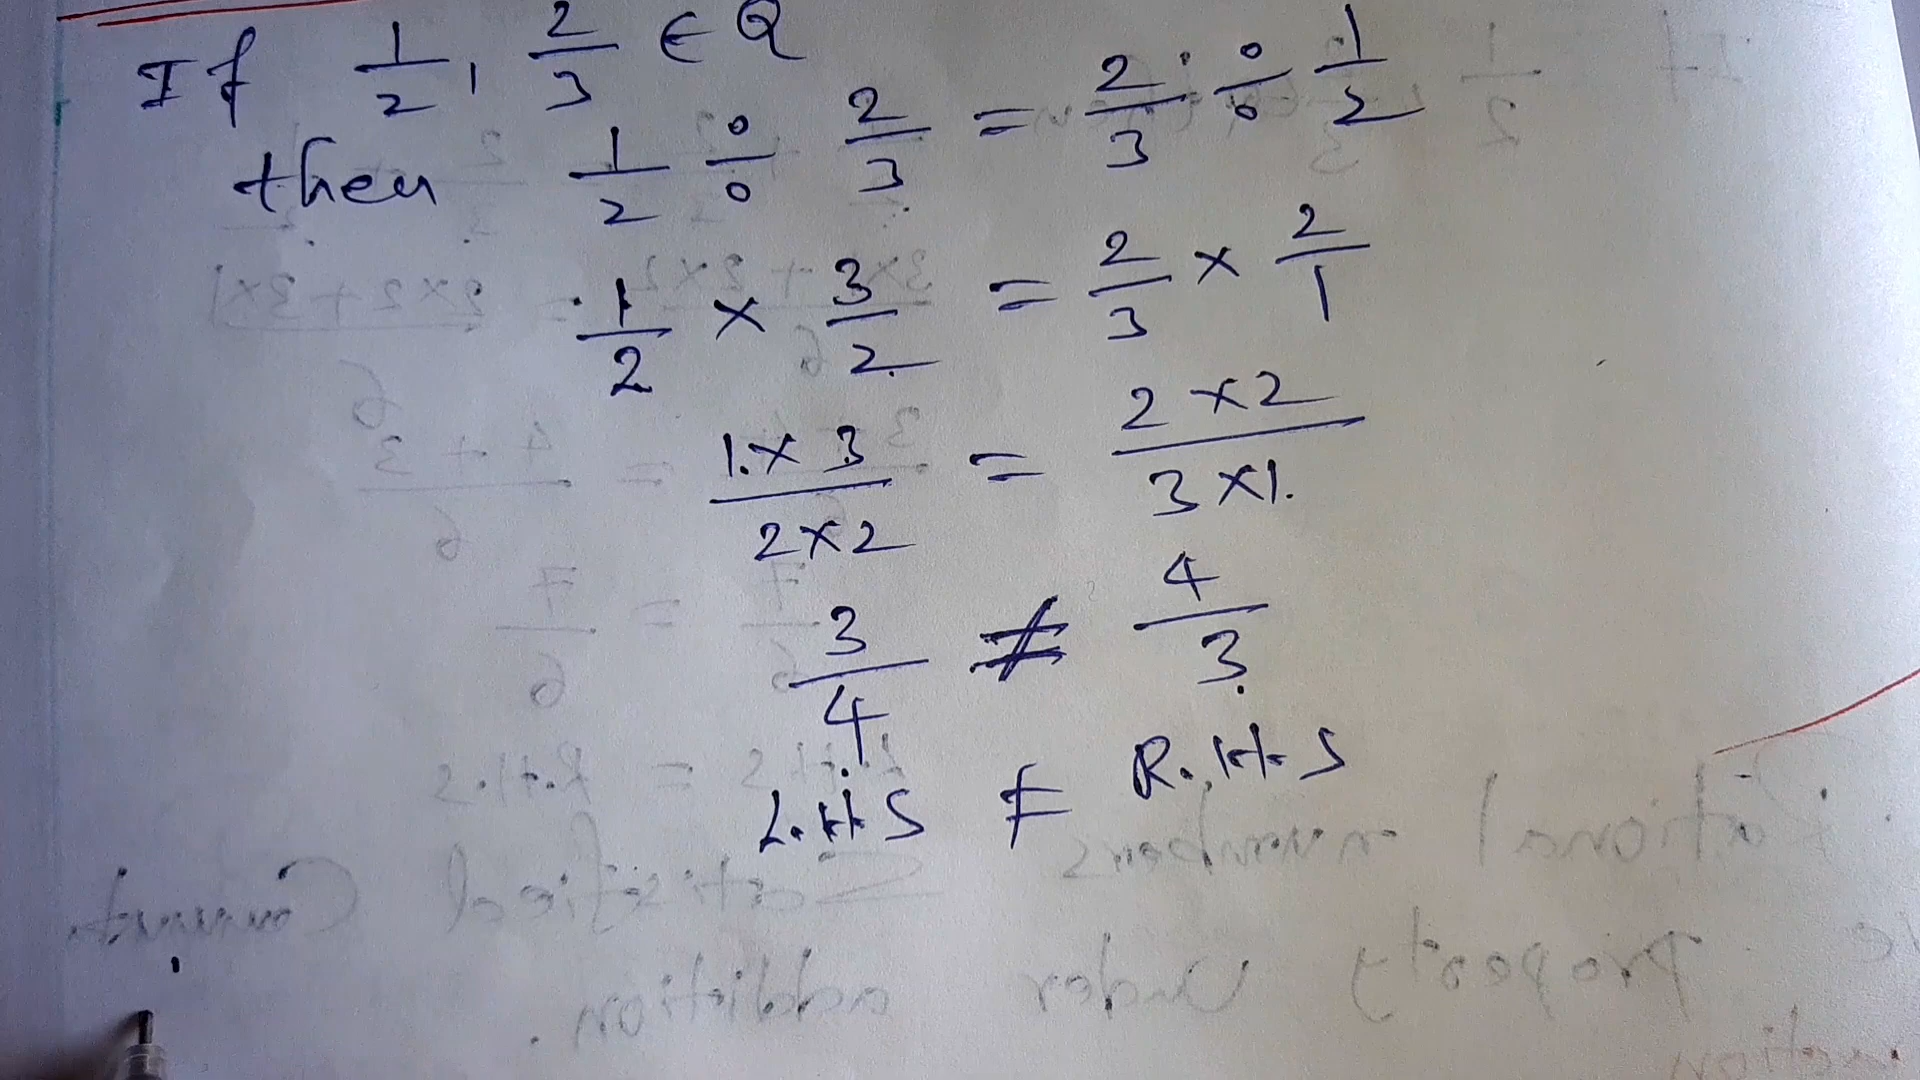 If 1/2, 2/3 ∈ Q
then 1/2 ÷ 2/3 = 2/3 ÷ 1/2
1/2 × 3/2 = 2/3 × 2/1
1×3/2×2 = 2×2/3×1
3/4 ≠ 4/3
L.H.S ≠ R.H.S